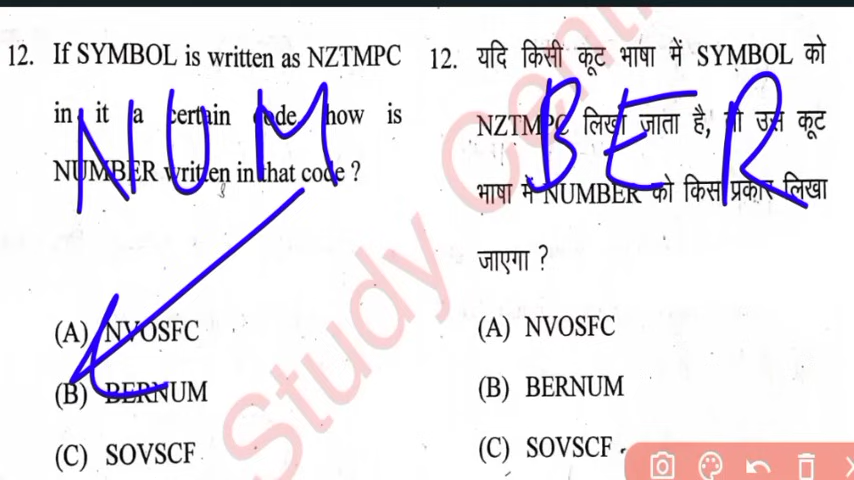 12. If SYMBOL is written as NZTMPC
in it a certain code, how is
NUMBER written in that code ?
(A) NVOSFC
(B) BERNUM
(C) SOVSCF
12. यदि किसी कूट भाषा में SYMBOL को
NZTMPC लिखा जाता है, तो उस कूट
भाषा में NUMBER को किस प्रकार लिखा
जाएगा ?
(A) NVOSFC
(B) BERNUM
(C) SOVSCF
NUM BER
Study Centre